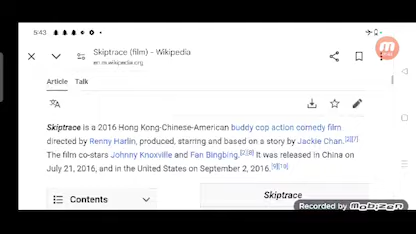 5:43
Skiptrace (film) - Wikipedia
en.m.wikipedia.org
Article Talk
Skiptrace is a 2016 Hong Kong-Chinese-American buddy cop action comedy film
directed by Renny Harlin, produced, starring and based on a story by Jackie Chan.[2][7]
The film co-stars Johnny Knoxville and Fan Bingbing.[2][8] It was released in China on
July 21, 2016, and in the United States on September 2, 2016.[9][10]
Contents
Skiptrace
Recorded by mobizen